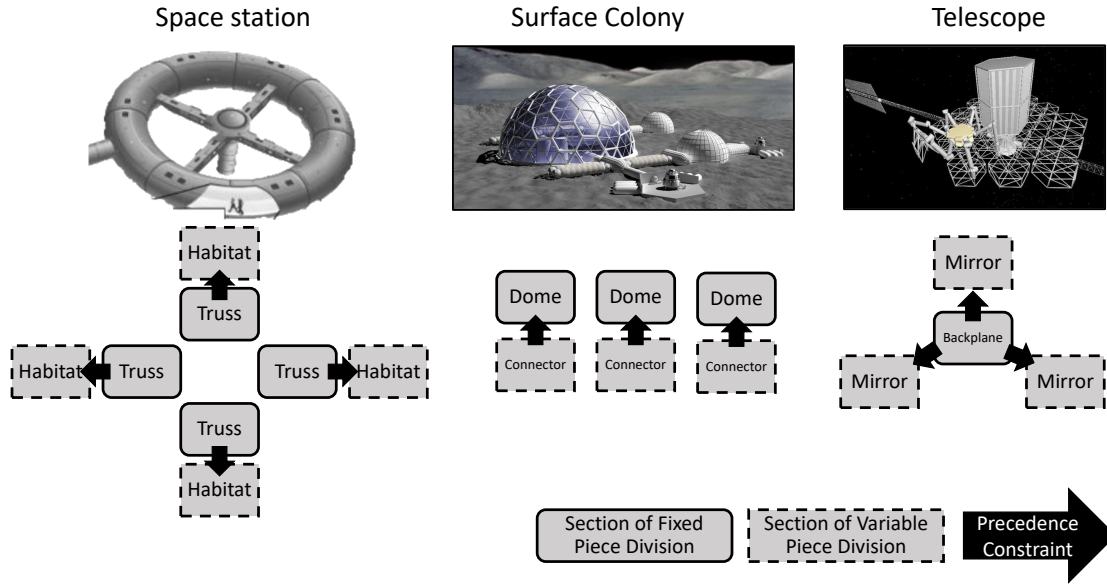 Space station
Surface Colony
Telescope
Habitat
Truss
Habitat
Truss
Truss
Habitat
Truss
Habitat
Dome
Dome
Dome
Connector
Connector
Connector
Mirror
Backplane
Mirror
Mirror
Section of Fixed
Piece Division
Section of Variable
Piece Division
Precedence
Constraint